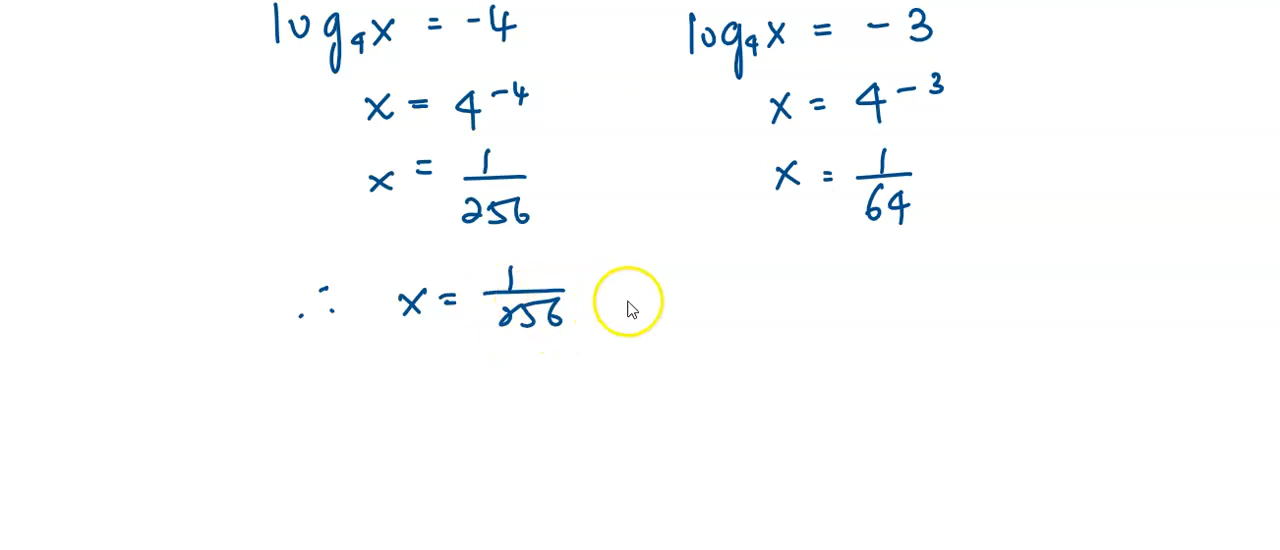 log₄x = -4
x = 4⁻⁴
x = 1/256
log₄x = -3
x = 4⁻³
x = 1/64
∴ x = 1/256